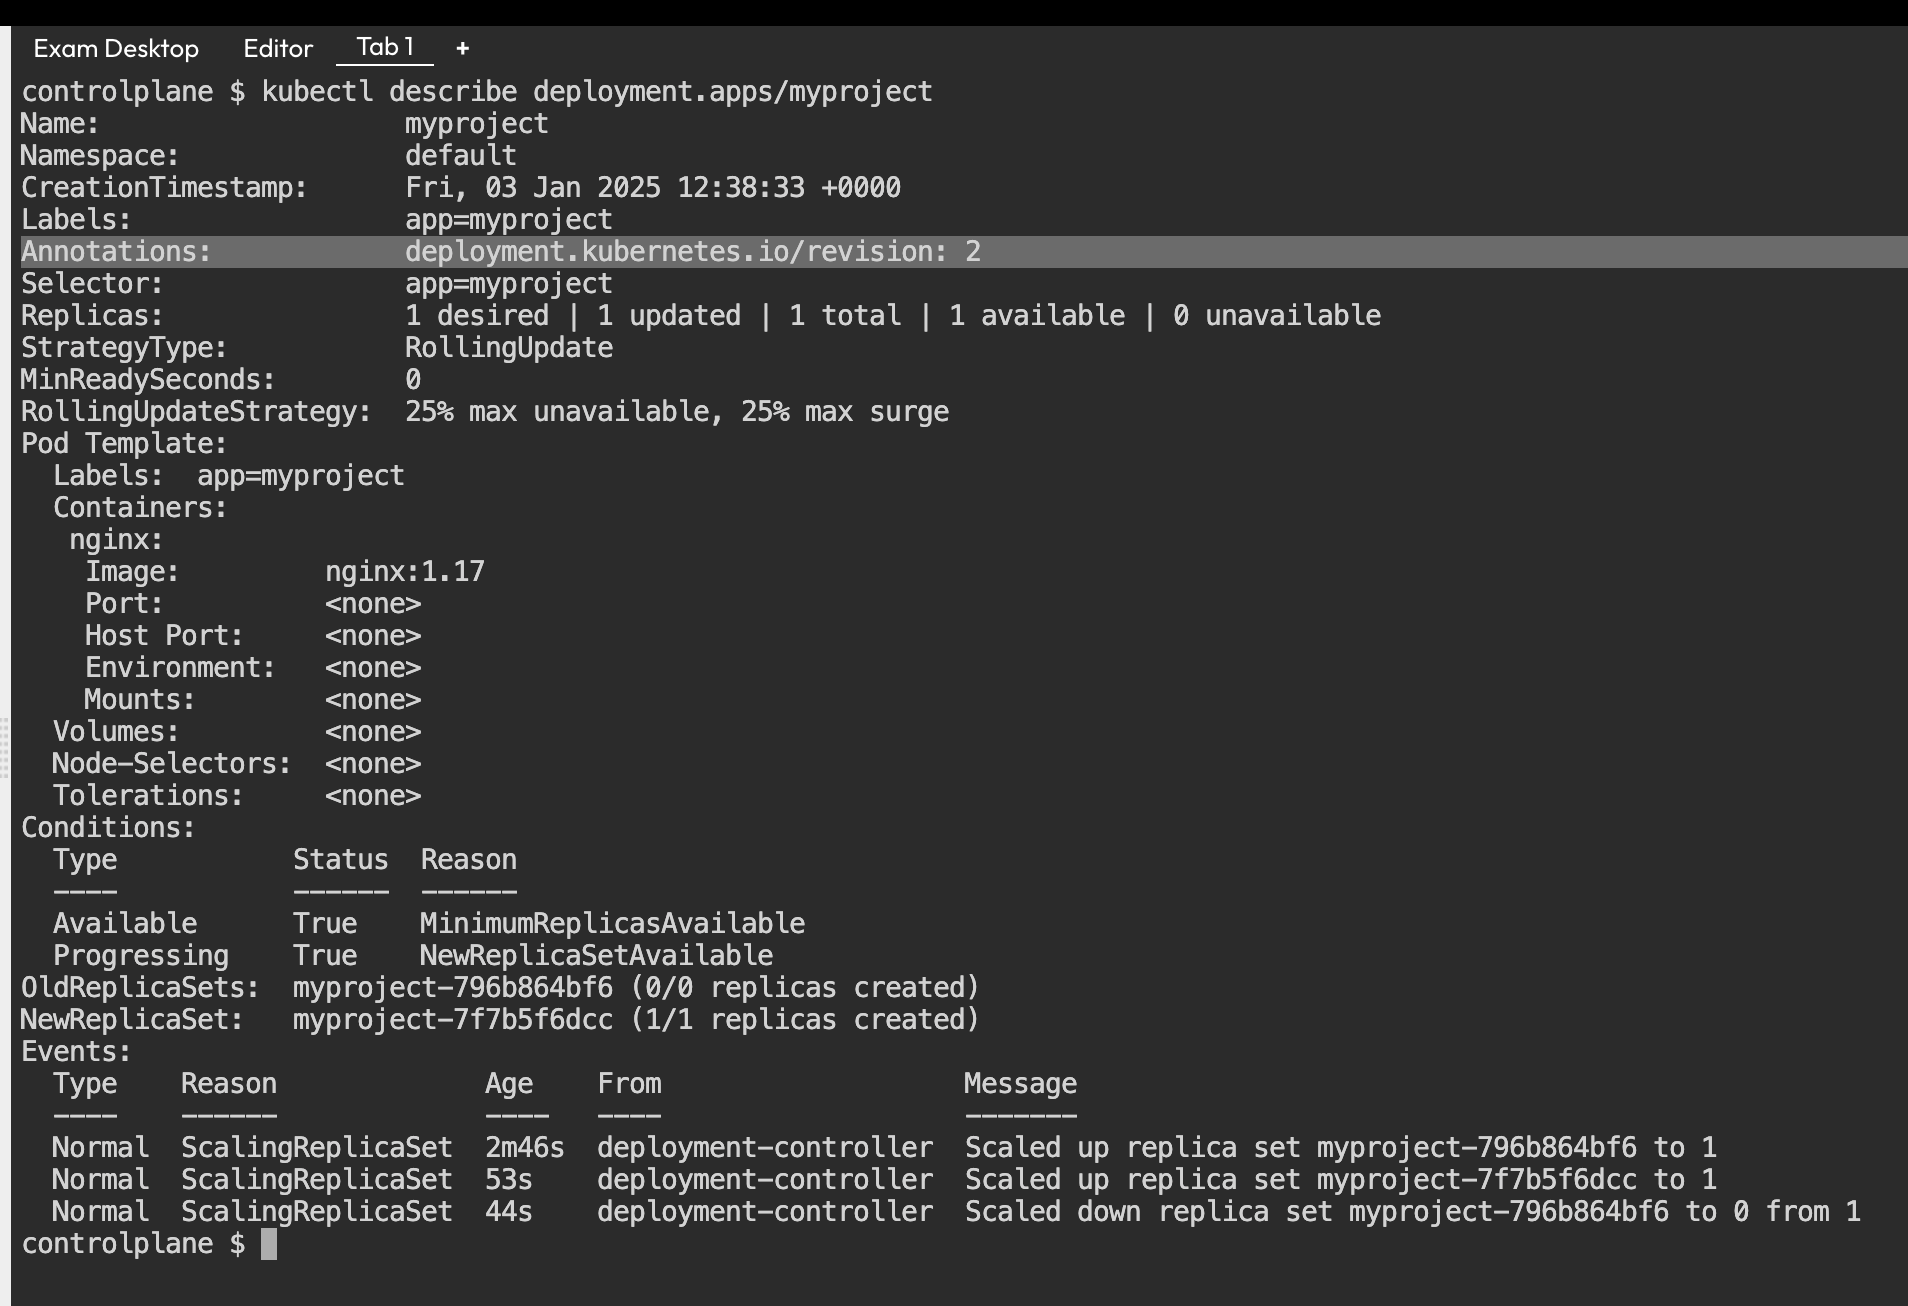 Exam Desktop Editor Tab 1 +
controlplane $ kubectl describe deployment.apps/myproject
Name:                   myproject
Namespace:              default
CreationTimestamp:      Fri, 03 Jan 2025 12:38:33 +0000
Labels:                 app=myproject
Annotations:            deployment.kubernetes.io/revision: 2
Selector:               app=myproject
Replicas:               1 desired | 1 updated | 1 total | 1 available | 0 unavailable
StrategyType:           RollingUpdate
MinReadySeconds:        0
RollingUpdateStrategy:  25% max unavailable, 25% max surge
Pod Template:
  Labels:  app=myproject
  Containers:
   nginx:
    Image:         nginx:1.17
    Port:          <none>
    Host Port:     <none>
    Environment:   <none>
    Mounts:        <none>
  Volumes:         <none>
  Node-Selectors:  <none>
  Tolerations:     <none>
Conditions:
  Type           Status  Reason
  ----           ------  ------
  Available      True    MinimumReplicasAvailable
  Progressing    True    NewReplicaSetAvailable
OldReplicaSets:  myproject-796b864bf6 (0/0 replicas created)
NewReplicaSet:   myproject-7f7b5f6dcc (1/1 replicas created)
Events:
  Type    Reason             Age    From                   Message
  ----    ------             ----   ----                   -------
  Normal  ScalingReplicaSet  2m46s  deployment-controller  Scaled up replica set myproject-796b864bf6 to 1
  Normal  ScalingReplicaSet  53s    deployment-controller  Scaled up replica set myproject-7f7b5f6dcc to 1
  Normal  ScalingReplicaSet  44s    deployment-controller  Scaled down replica set myproject-796b864bf6 to 0 from 1
controlplane $